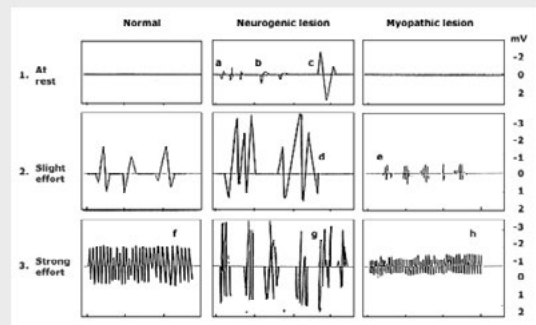 Normal Neurogenic lesion Myopathic lesion
mV
1. At rest
a b c
-2
0
2
2. Slight effort
d
e
-3
-2
-1
0
1
2
3. Strong effort
f
g
h
-3
-2
-1
0
1
2